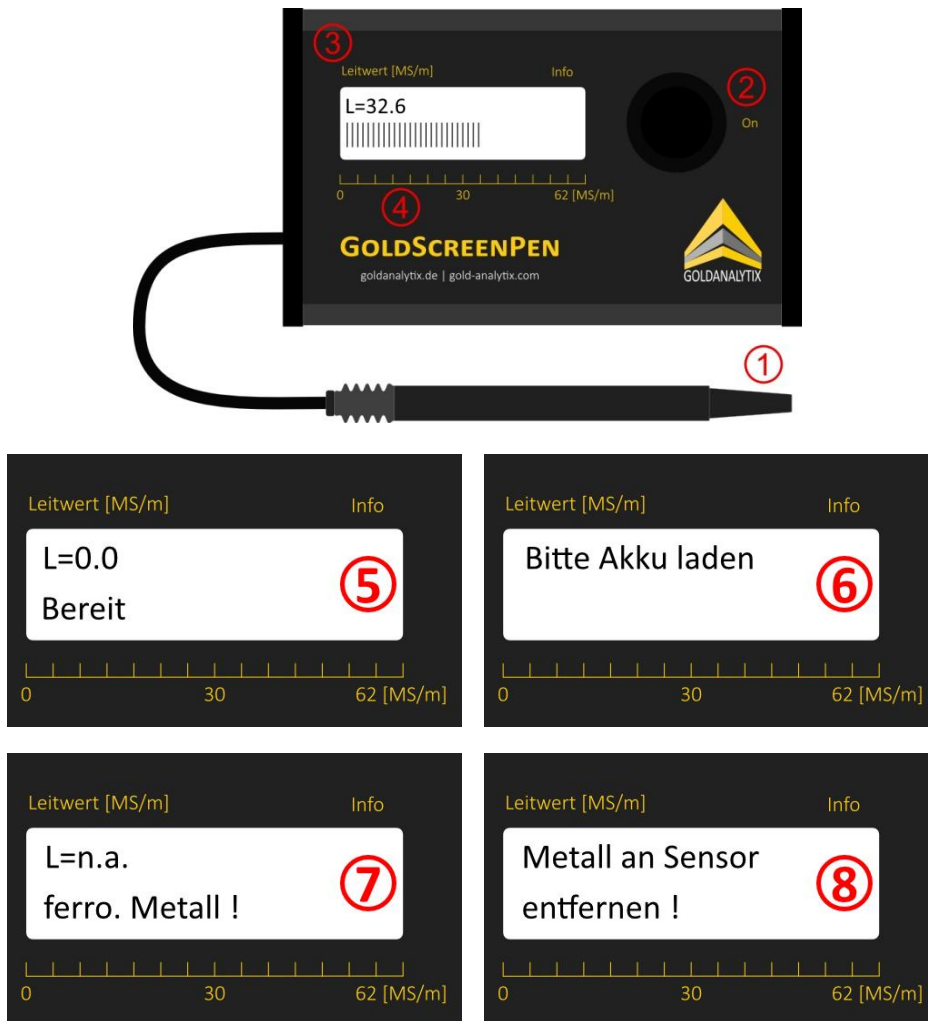 ③
Leitwert [MS/m] Info
②
L=32.6
On
0 30 62 [MS/m]
④
GOLDSCREENPEN
goldanalytix.de | gold-analytix.com
GOLDANALYTIX
①
Leitwert [MS/m] Info
L=0.0
Bereit
⑤
0 30 62 [MS/m]
Leitwert [MS/m] Info
Bitte Akku laden
⑥
0 30 62 [MS/m]
Leitwert [MS/m] Info
L=n.a.
ferro. Metall !
⑦
0 30 62 [MS/m]
Leitwert [MS/m] Info
Metall an Sensor
entfernen !
⑧
0 30 62 [MS/m]